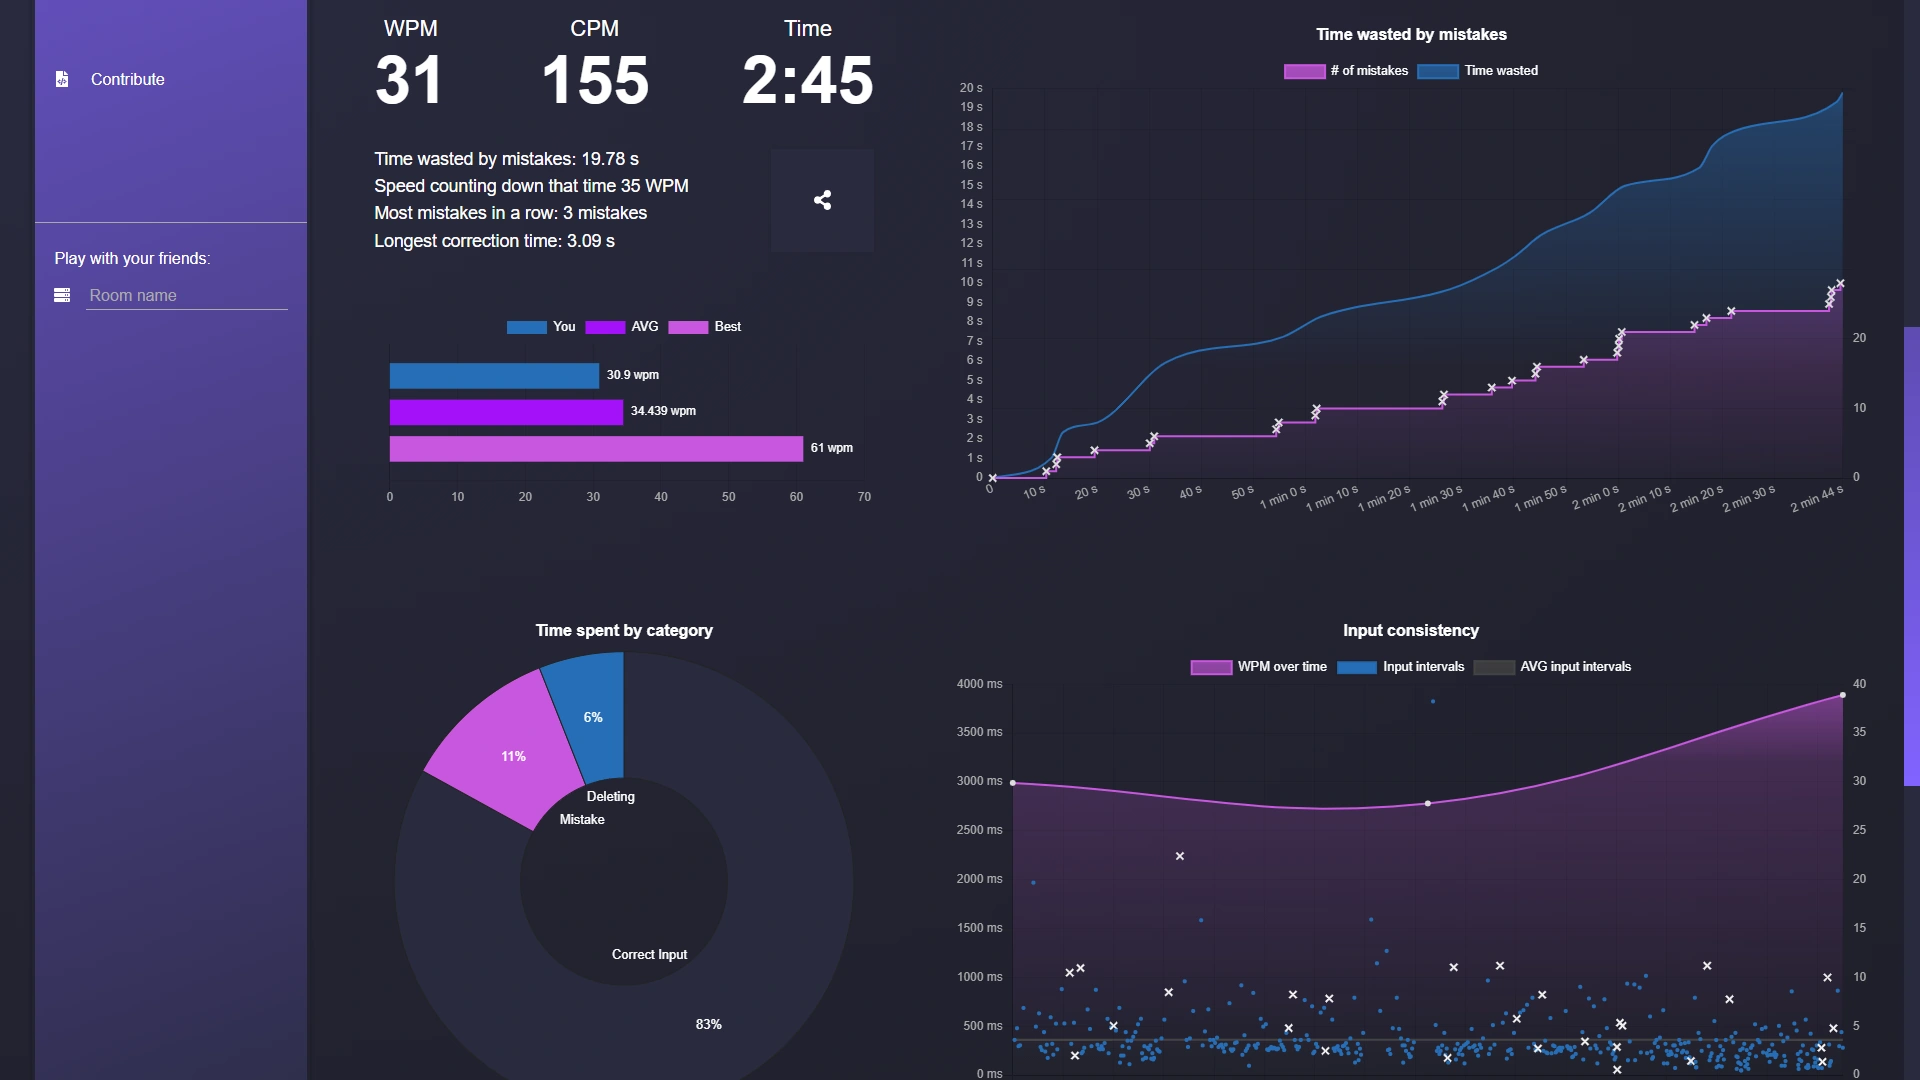 Contribute
Play with your friends:
Room name
WPM CPM Time
31 155 2:45
Time wasted by mistakes: 19.78 s
Speed counting down that time 35 WPM
Most mistakes in a row: 3 mistakes
Longest correction time: 3.09 s
You AVG Best
30.9 wpm
34.439 wpm
61 wpm
0 10 20 30 40 50 60 70
Time wasted by mistakes
# of mistakes Time wasted
20 s
19 s
18 s
17 s
16 s
15 s
14 s
13 s
12 s
11 s
10 s
9 s
8 s
7 s
6 s
5 s
4 s
3 s
2 s
1 s
0
20
10
0
0 10 s 20 s 30 s 40 s 50 s 1 min 0 s 1 min 10 s 1 min 20 s 1 min 30 s 1 min 40 s 1 min 50 s 2 min 0 s 2 min 10 s 2 min 20 s 2 min 30 s 2 min 44 s
Time spent by category
6%
11%
Deleting
Mistake
Correct Input
83%
Input consistency
WPM over time Input intervals AVG input intervals
4000 ms
3500 ms
3000 ms
2500 ms
2000 ms
1500 ms
1000 ms
500 ms
0 ms
40
35
30
25
20
15
10
5
0